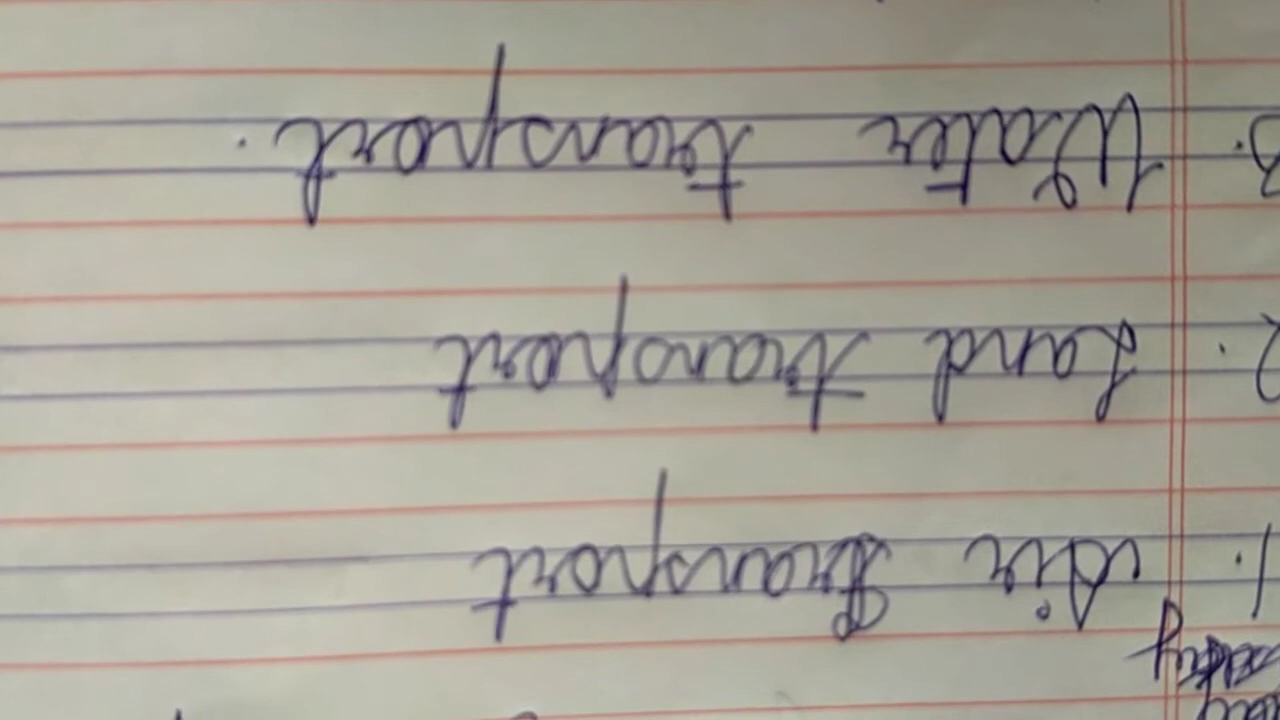 1. Air transport
2. Land transport
3. Water transport.